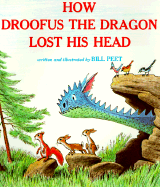 HOW
DROOFUS THE DRAGON
LOST HIS HEAD
written and illustrated by BILL PEET